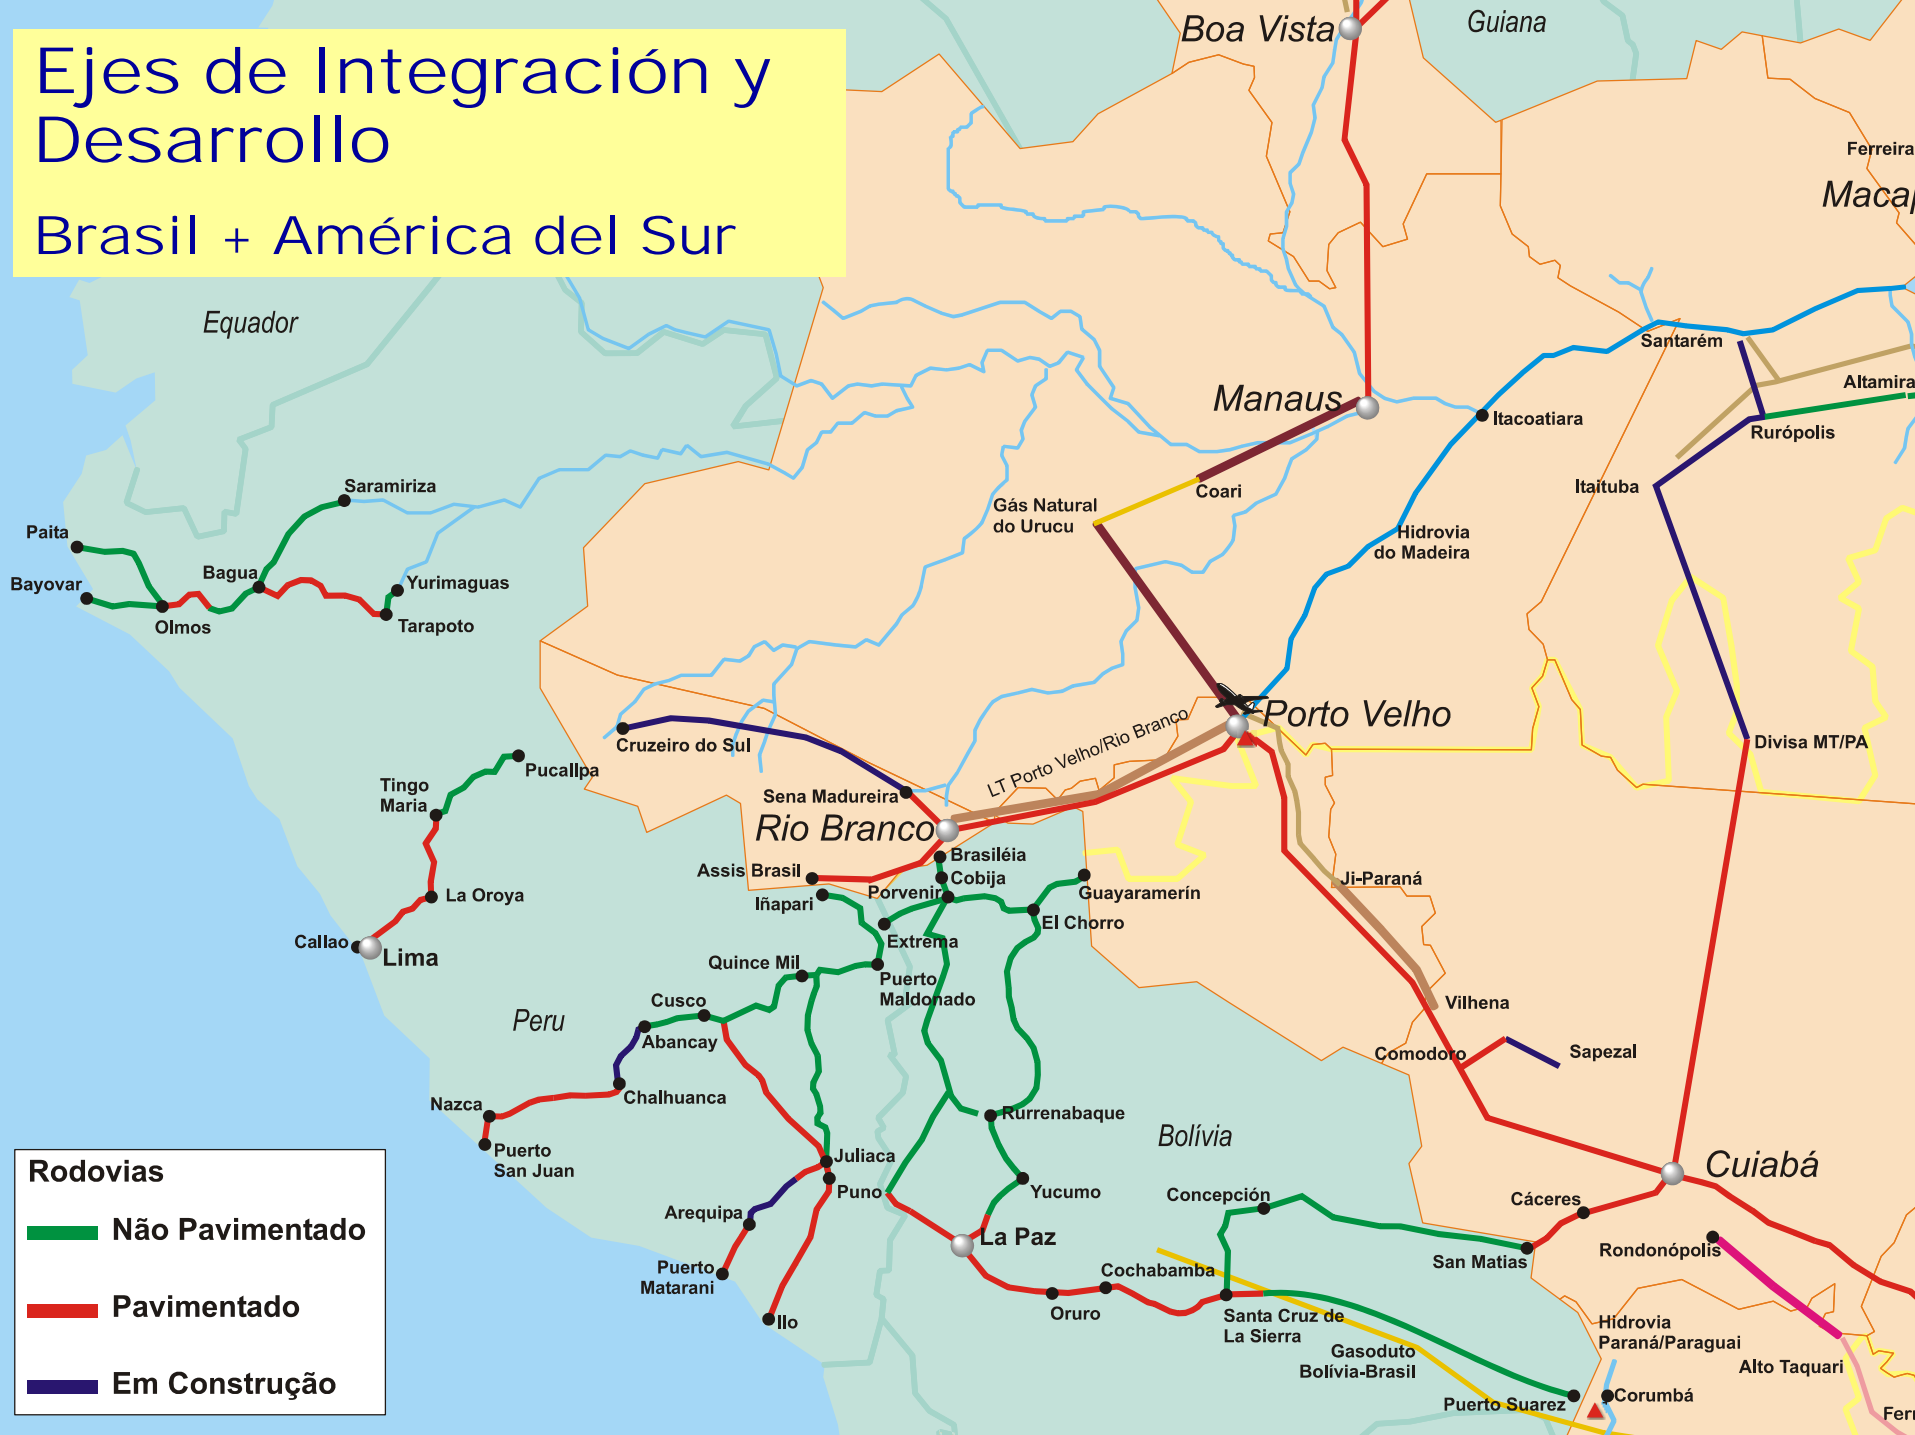 Ejes de Integración y
Desarrollo
Brasil + América del Sur
Boa Vista
Guiana
Ferreira
Macap
Equador
Santarém
Altamira
Manaus
Itacoatiara
Rurópolis
Saramiriza
Coari
Itaituba
Gás Natural
do Urucu
Paita
Hidrovia
do Madeira
Bagua
Yurimaguas
Bayovar
Olmos
Tarapoto
Porto Velho
LT Porto Velho/Rio Branco
Cruzeiro do Sul
Divisa MT/PA
Pucallpa
Tingo
Maria
Sena Madureira
Rio Branco
Brasiléia
Assis Brasil
Cobija
Ji-Paraná
Porvenir
Guayaramerín
La Oroya
Iñapari
El Chorro
Callao
Lima
Extrema
Quince Mil
Puerto
Maldonado
Cusco
Vilhena
Peru
Abancay
Comodoro
Sapezal
Chalhuanca
Nazca
Rurrenabaque
Bolívia
Puerto
San Juan
Juliaca
Cuiabá
Puno
Yucumo
Concepción
Cáceres
Arequipa
La Paz
Rondonópolis
San Matias
Puerto
Matarani
Cochabamba
Oruro
Ilo
Santa Cruz de
La Sierra
Hidrovia
Paraná/Paraguai
Gasoduto
Bolívia-Brasil
Alto Taquari
Puerto Suarez
Corumbá
Ferr
Rodovias
Não Pavimentado
Pavimentado
Em Construção